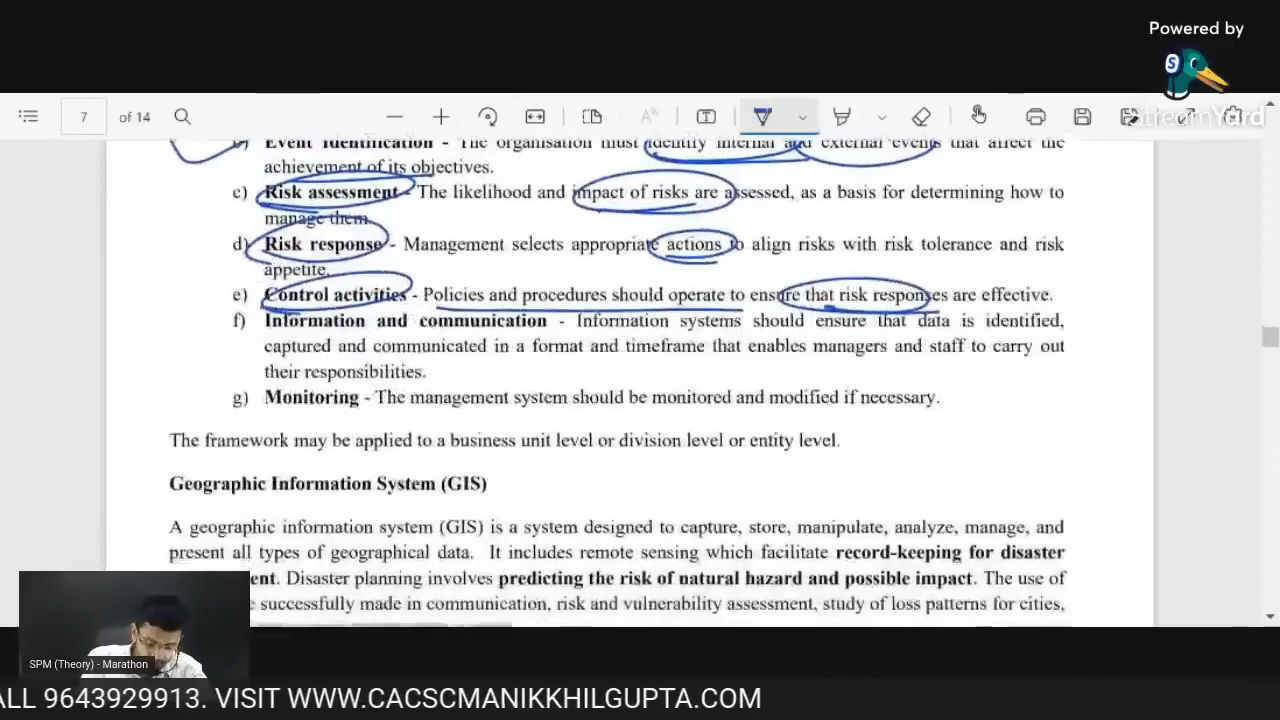 Powered by
S
StreamYard
7 of 14
b) Event Identification - The organisation must identify internal and external events that affect the
achievement of its objectives.
c) Risk assessment - The likelihood and impact of risks are assessed, as a basis for determining how to
manage them.
d) Risk response - Management selects appropriate actions to align risks with risk tolerance and risk
appetite.
e) Control activities - Policies and procedures should operate to ensure that risk responses are effective.
f) Information and communication - Information systems should ensure that data is identified,
captured and communicated in a format and timeframe that enables managers and staff to carry out
their responsibilities.
g) Monitoring - The management system should be monitored and modified if necessary.
The framework may be applied to a business unit level or division level or entity level.
Geographic Information System (GIS)
A geographic information system (GIS) is a system designed to capture, store, manipulate, analyze, manage, and
present all types of geographical data. It includes remote sensing which facilitate record-keeping for disaster
ent. Disaster planning involves predicting the risk of natural hazard and possible impact. The use of
successfully made in communication, risk and vulnerability assessment, study of loss patterns for cities,
SPM (Theory) - Marathon
ALL 9643929913. VISIT WWW.CACSCMANIKKHILGUPTA.COM